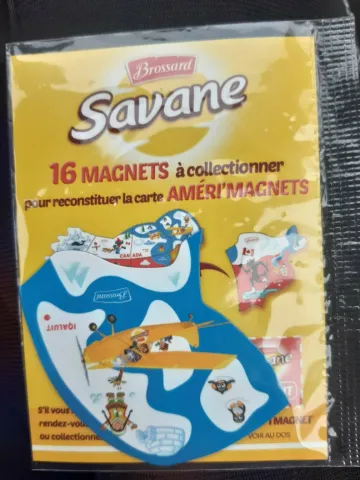 Brossard
Savane
16 MAGNETS à collectionner
pour reconstituer la carte AMÉRI'MAGNETS
CANADA
Brossard
IQALUIT
S'il vous
rendez-vou
ou collectionne
MAGNET
VOIR AU DOS